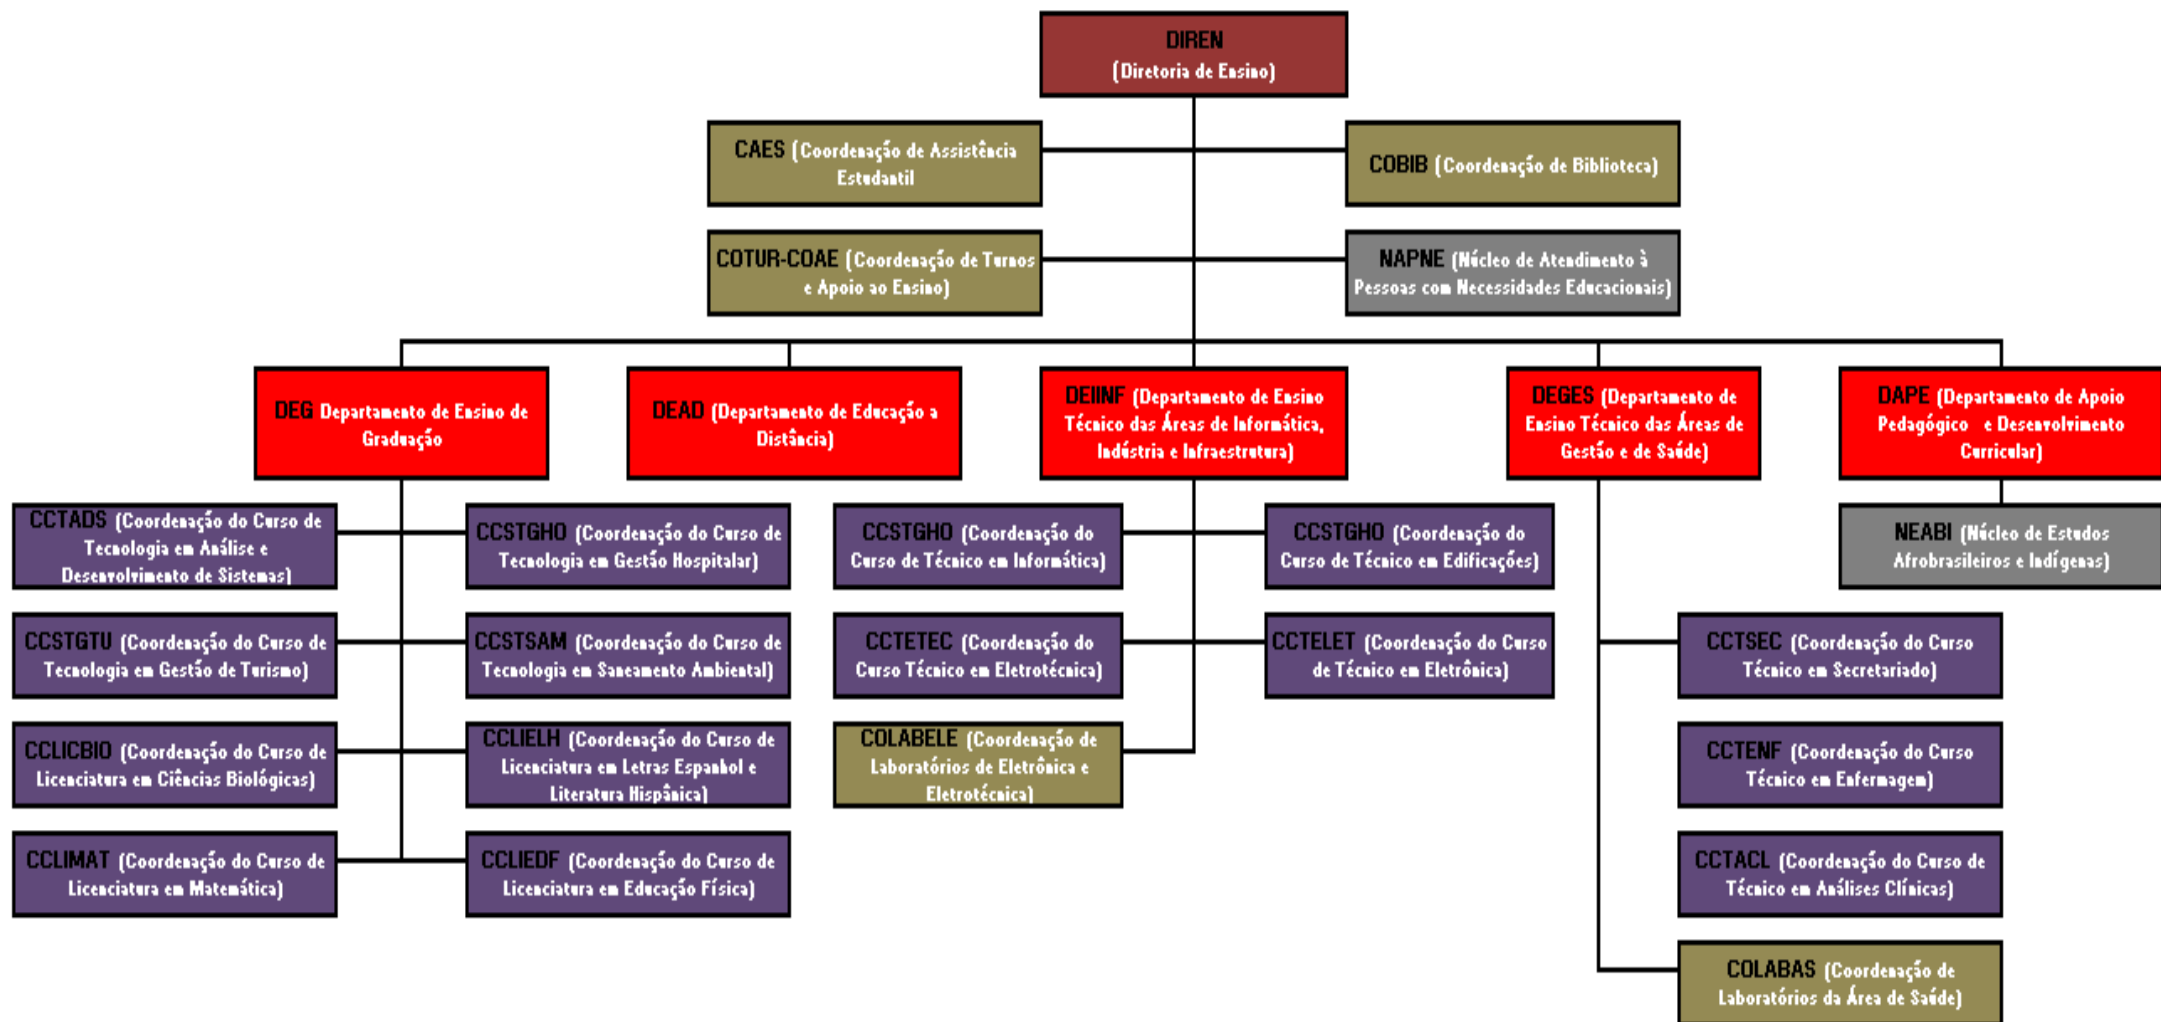 DIREN
(Diretoria de Ensino)
CAES (Coordenação de Assistência
Estudantil
COBIB (Coordenação de Biblioteca)
COTUR-COAE (Coordenação de Turnos
e Apoio ao Ensino)
NAPNE (Núcleo de Atendimento à
Pessoas com Necessidades Educacionais)
DEG Departamento de Ensino de
Graduação
DEAD (Departamento de Educação a
Distância)
DEIINF (Departamento de Ensino
Técnico das Áreas de Informática,
Indústria e Infraestrutura)
DEGES (Departamento de
Ensino Técnico das Áreas de
Gestão e de Saúde)
DAPE (Departamento de Apoio
Pedagógico e Desenvolvimento
Curricular)
CCTADS (Coordenação do Curso de
Tecnologia em Análise e
Desenvolvimento de Sistemas)
CCSTGHO (Coordenação do Curso de
Tecnologia em Gestão Hospitalar)
CCSTGHO (Coordenação do
Curso de Técnico em Informática)
CCSTGHO (Coordenação do
Curso de Técnico em Edificações)
NEABI (Núcleo de Estudos
Afrobrasileiros e Indígenas)
CCSTGTU (Coordenação do Curso de
Tecnologia em Gestão de Turismo)
CCSTSAM (Coordenação do Curso de
Tecnologia em Saneamento Ambiental)
CCTETEC (Coordenação do
Curso Técnico em Eletrotécnica)
CCTELET (Coordenação do Curso
de Técnico em Eletrônica)
CCTSEC (Coordenação do Curso
Técnico em Secretariado)
CCLICBIO (Coordenação do Curso de
Licenciatura em Ciências Biológicas)
CCLIELH (Coordenação do Curso de
Licenciatura em Letras Espanhol e
Literatura Hispânica)
COLABELE (Coordenação de
Laboratórios de Eletrônica e
Eletrotécnica)
CCTENF (Coordenação do Curso
Técnico em Enfermagem)
CCLIMAT (Coordenação do Curso de
Licenciatura em Matemática)
CCLIEDF (Coordenação do Curso de
Licenciatura em Educação Física)
CCTACL (Coordenação do Curso de
Técnico em Análises Clínicas)
COLABAS (Coordenação de
Laboratórios da Área de Saúde)